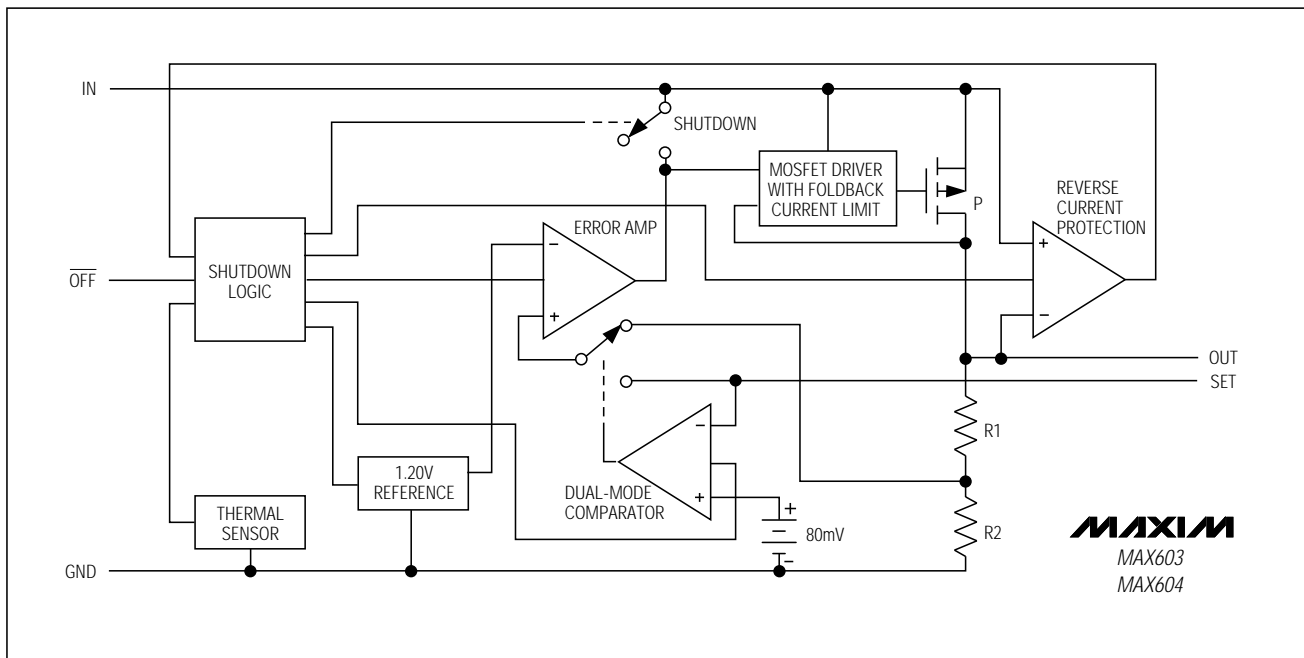 IN
SHUTDOWN
MOSFET DRIVER
WITH FOLDBACK
CURRENT LIMIT
P
REVERSE
CURRENT
PROTECTION
+
-
ERROR AMP
-
+
SHUTDOWN
LOGIC
OFF
OUT
SET
R1
-
+
DUAL-MODE
COMPARATOR
1.20V
REFERENCE
THERMAL
SENSOR
+
80mV
-
R2
GND
MAXIM
MAX603
MAX604